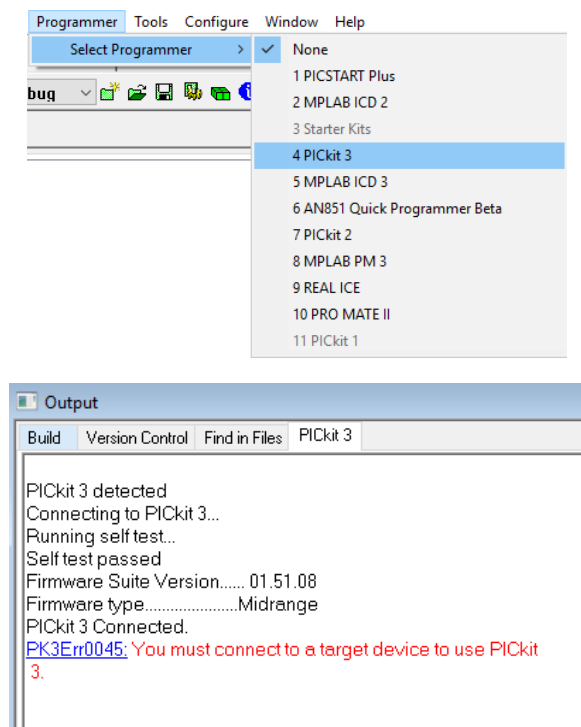 Programmer Tools Configure Window Help
Select Programmer > None
1 PICSTART Plus
bug
2 MPLAB ICD 2
3 Starter Kits
4 PICkit 3
5 MPLAB ICD 3
6 AN851 Quick Programmer Beta
7 PICkit 2
8 MPLAB PM 3
9 REAL ICE
10 PRO MATE II
11 PICkit 1
Output
Build Version Control Find in Files PICkit 3
PICkit 3 detected
Connecting to PICkit 3...
Running self test...
Self test passed
Firmware Suite Version...... 01.51.08
Firmware type......................Midrange
PICkit 3 Connected.
PK3Err0045: You must connect to a target device to use PICkit
3.